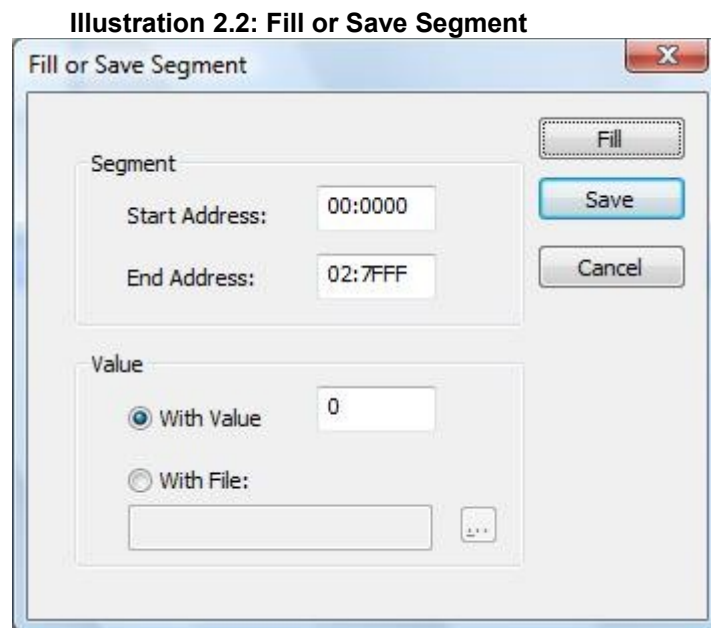 Illustration 2.2: Fill or Save Segment
Fill or Save Segment
Fill
Segment
Start Address: 00:0000
Save
End Address: 02:7FFF
Cancel
Value
With Value 0
With File:
...